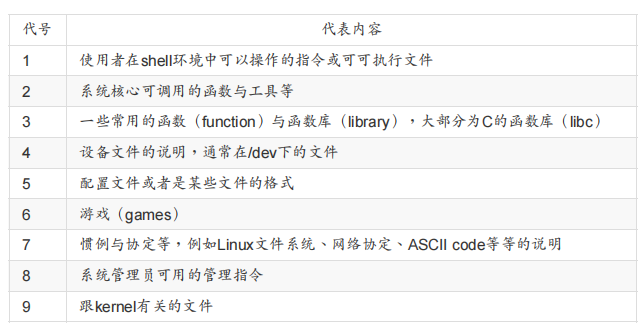 代号 代表内容
1 使用者在shell环境中可以操作的指令或可可执行文件
2 系统核心可调用的函数与工具等
3 一些常用的函数（function）与函数库（library），大部分为C的函数库（libc）
4 设备文件的说明，通常在/dev下的文件
5 配置文件或者是某些文件的格式
6 游戏（games）
7 惯例与协定等，例如Linux文件系统、网络协定、ASCII code等等的说明
8 系统管理员可用的管理指令
9 跟kernel有关的文件